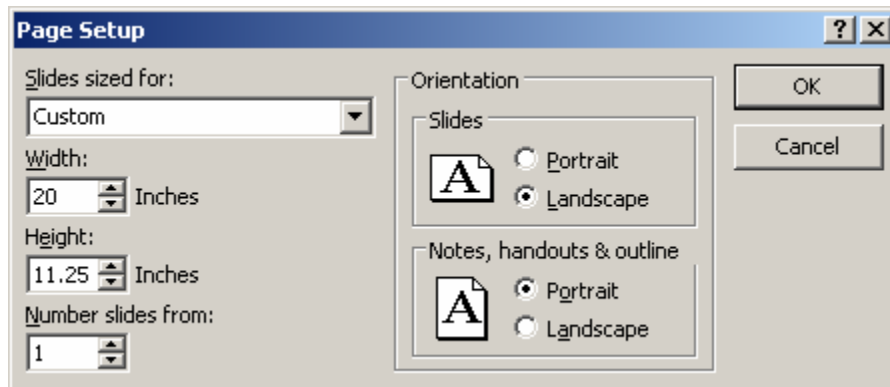 Page Setup
Slides sized for:
Custom
Width:
20 Inches
Height:
11.25 Inches
Number slides from:
1
Orientation
Slides
A
Portrait
Landscape
Notes, handouts & outline
A
Portrait
Landscape
OK
Cancel